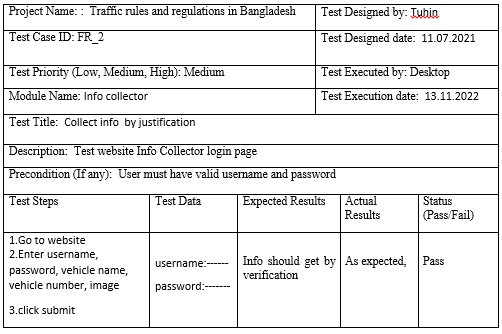 Project Name: : Traffic rules and regulations in Bangladesh
Test Designed by: Tuhin
Test Case ID: FR_2
Test Designed date: 11.07.2021
Test Priority (Low, Medium, High): Medium
Test Executed by: Desktop
Module Name: Info collector
Test Execution date: 13.11.2022
Test Title: Collect info by justification
Description: Test website Info Collector login page
Precondition (If any): User must have valid username and password
Test Steps
Test Data
Expected Results
Actual
Results
Status
(Pass/Fail)
1.Go to website
2.Enter username,
password, vehicle name,
vehicle number, image
3.click submit
username:------
password:-------
Info should get by
verification
As expected,
Pass